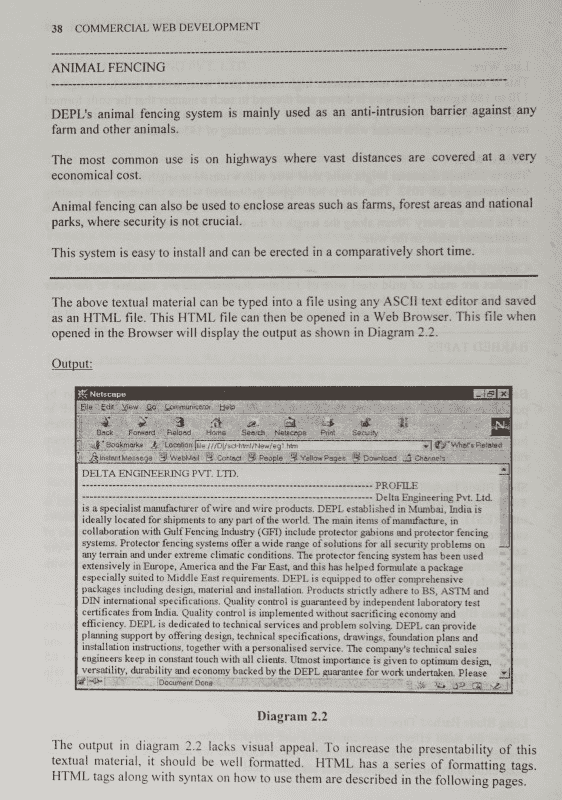 38 COMMERCIAL WEB DEVELOPMENT
ANIMAL FENCING
DEPL's animal fencing system is mainly used as an anti-intrusion barrier against any
farm and other animals.
The most common use is on highways where vast distances are covered at a very
economical cost.
Animal fencing can also be used to enclose areas such as farms, forest areas and national
parks, where security is not crucial.
This system is easy to install and can be erected in a comparatively short time.
The above textual material can be typed into a file using any ASCII text editor and saved
as an HTML file. This HTML file can then be opened in a Web Browser. This file when
opened in the Browser will display the output as shown in Diagram 2.2.
Output:
Netscape
File Edit View Go Communicator Help
Back Forward Reload Home Search Netscape Print Security
Bookmarks Location What's Related
Instant Message WebMail Contact People Yellow Pages Download Channels
DELTA ENGINEERING PVT. LTD.
---------------------------------------------------------------------- PROFILE
---------------------------------------------------------------------- Delta Engineering Pvt. Ltd.
is a specialist manufacturer of wire and wire products. DEPL established in Mumbai, India is
ideally located for shipments to any part of the world. The main items of manufacture, in
collaboration with Gulf Fencing Industry (GFI) include protector gabions and protector fencing
systems. Protector fencing systems offer a wide range of solutions for all security problems on
any terrain and under extreme climatic conditions. The protector fencing system has been used
extensively in Europe, America and the Far East, and this has helped formulate a package
especially suited to Middle East requirements. DEPL is equipped to offer comprehensive
packages including design, material and installation. Products strictly adhere to BS, ASTM and
DIN international specifications. Quality control is guaranteed by independent laboratory test
certificates from India. Quality control is implemented without sacrificing economy and
efficiency. DEPL is dedicated to technical services and problem solving. DEPL can provide
planning support by offering design, technical specifications, drawings, foundation plans and
installation instructions, together with a personalised service. The company's technical sales
engineers keep in constant touch with all clients. Utmost importance is given to optimum design,
versatility, durability and economy backed by the DEPL guarantee for work undertaken. Please
Document Done
Diagram 2.2
The output in diagram 2.2 lacks visual appeal. To increase the presentability of this
textual material, it should be well formatted. HTML has a series of formatting tags.
HTML tags along with syntax on how to use them are described in the following pages.